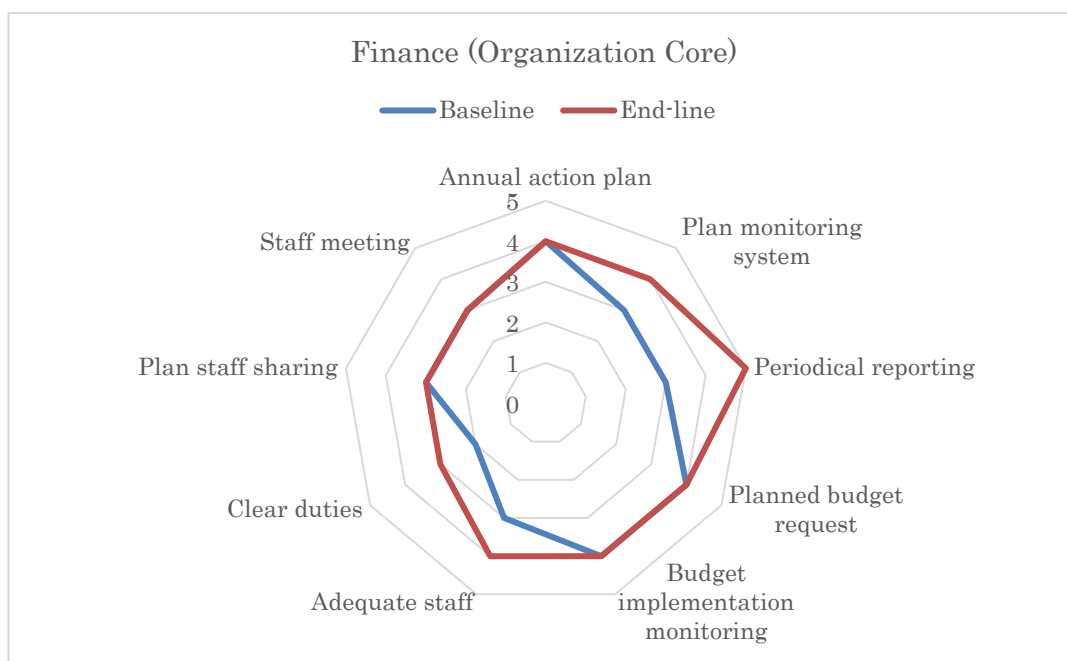 Finance (Organization Core)
Baseline
End-line
Annual action plan
Plan monitoring
system
Periodical reporting
Planned budget
request
Budget
implementation
monitoring
Adequate staff
Clear duties
Plan staff sharing
Staff meeting
5
4
3
2
1
0